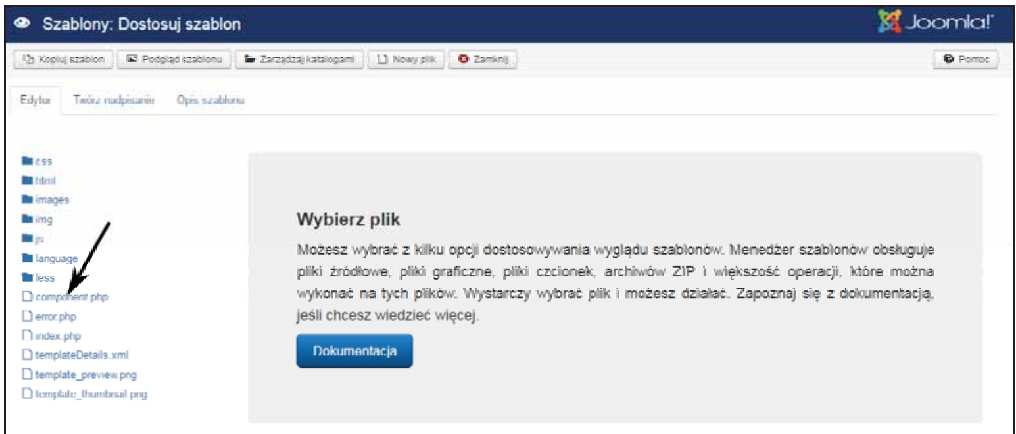 Szablony: Dostosuj szablon
Joomla!
Kopiuj szablon
Podgląd szablonu
Zarządzaj katalogami
Nowy plik
Zamknij
Pomoc
Edytor
Twórz nadpisanie
Opis szablonu
css
html
images
img
js
language
less
component.php
error.php
index.php
templateDetails.xml
template_preview.png
template_thumbnail.png
Wybierz plik
Możesz wybrać z kilku opcji dostosowywania wyglądu szablonów. Menedżer szablonów obsługuje
pliki źródłowe, pliki graficzne, pliki czcionek, archiwów ZIP i większość operacji, które można
wykonać na tych plików. Wystarczy wybrać plik i możesz działać. Zapoznaj się z dokumentacją,
jeśli chcesz wiedzieć więcej.
Dokumentacja